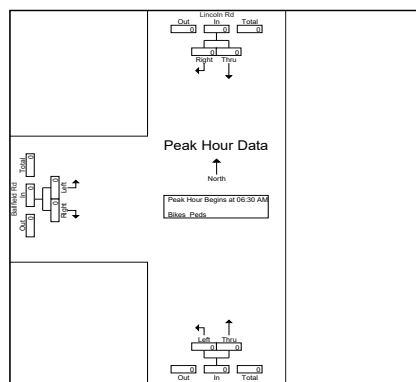 Lincoln Rd
Out In Total
0 0 0
0 0
Right Thru
Peak Hour Data
North
Peak Hour Begins at 06:30 AM
Bikes Peds
Ballfield Rd
Out In Total
0 0 0
Right Left
0 0
Left Thru
0 0
0 0 0
Out In Total